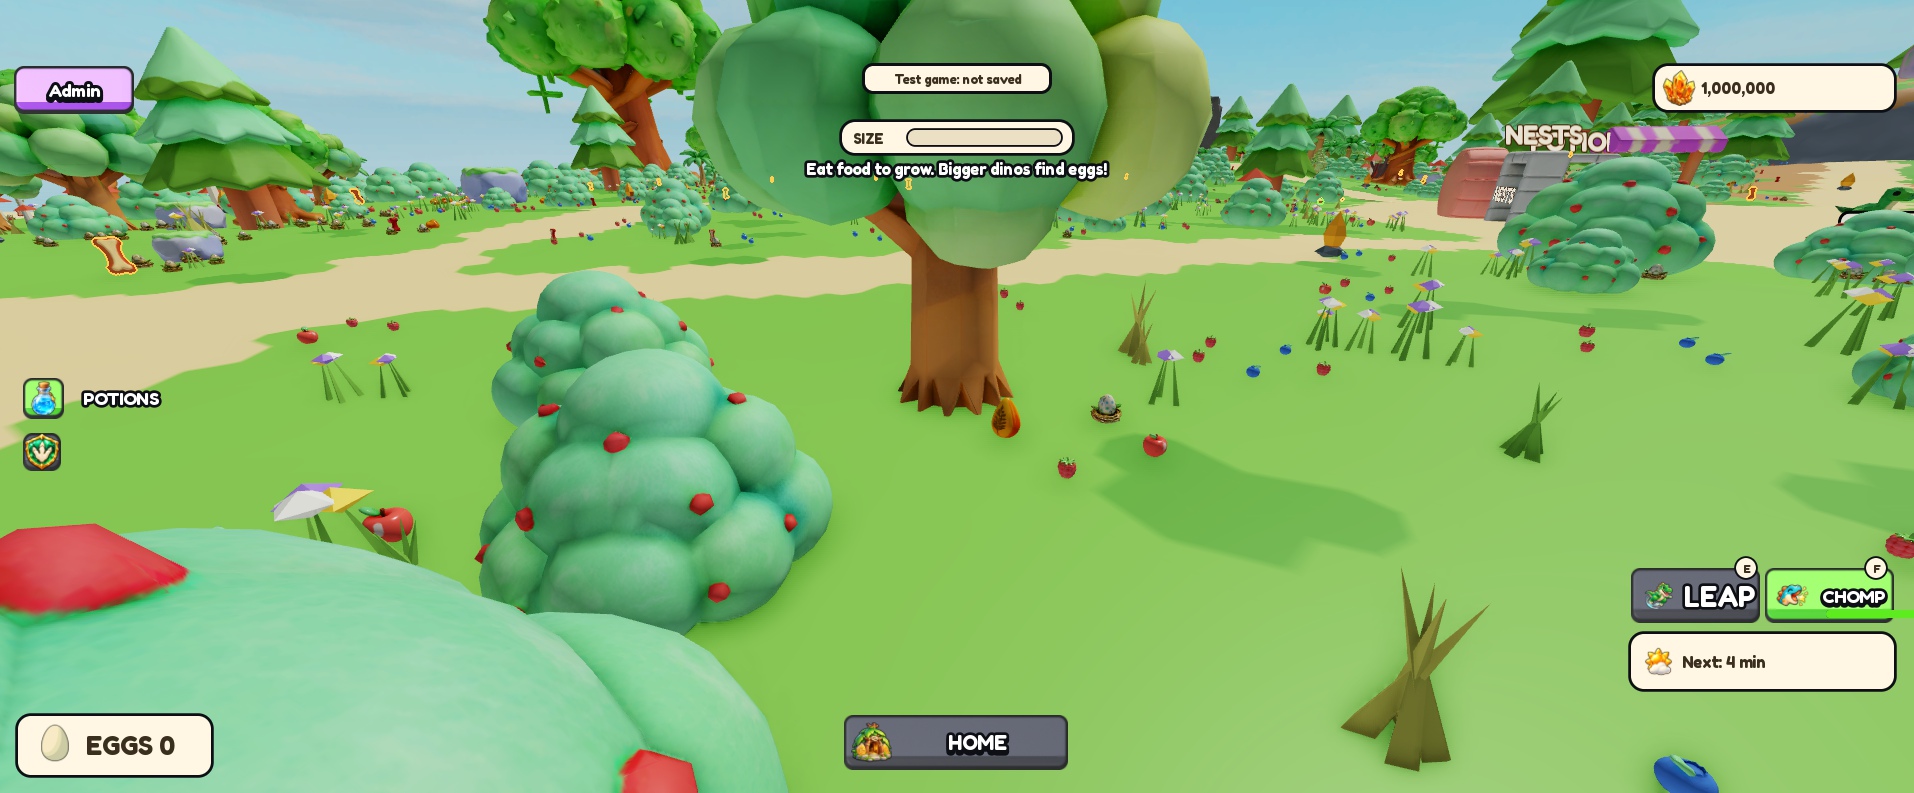 Admin
Test game: not saved
1,000,000
SIZE
NESTS
Eat food to grow. Bigger dinos find eggs!
POTIONS
E
F
LEAP
CHOMP
Next: 4 min
EGGS 0
HOME